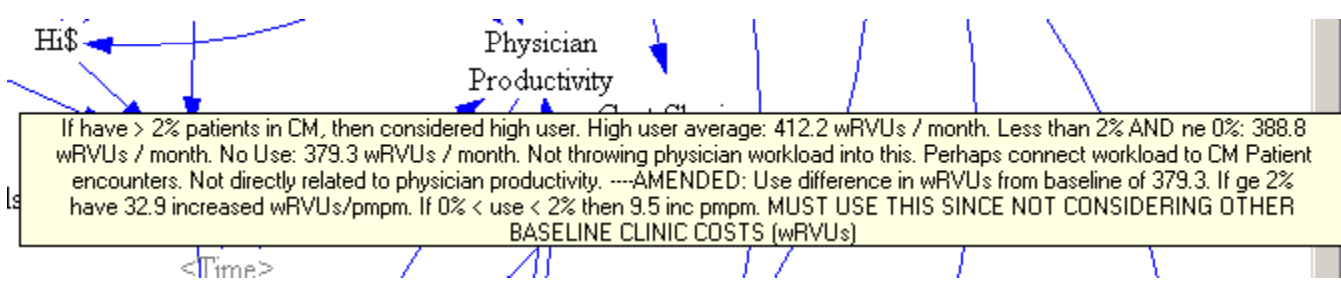 Hi$
Physician
Productivity
If have > 2% patients in CM, then considered high user. High user average: 412.2 wRVUs / month. Less than 2% AND ne 0%: 388.8
wRVUs / month. No Use: 379.3 wRVUs / month. Not throwing physician workload into this. Perhaps connect workload to CM Patient
encounters. Not directly related to physician productivity. ----AMENDED: Use difference in wRVUs from baseline of 379.3. If ge 2%
have 32.9 increased wRVUs/pmpm. If 0% < use < 2% then 9.5 inc pmpm. MUST USE THIS SINCE NOT CONSIDERING OTHER
BASELINE CLINIC COSTS (wRVUs)
<Time>